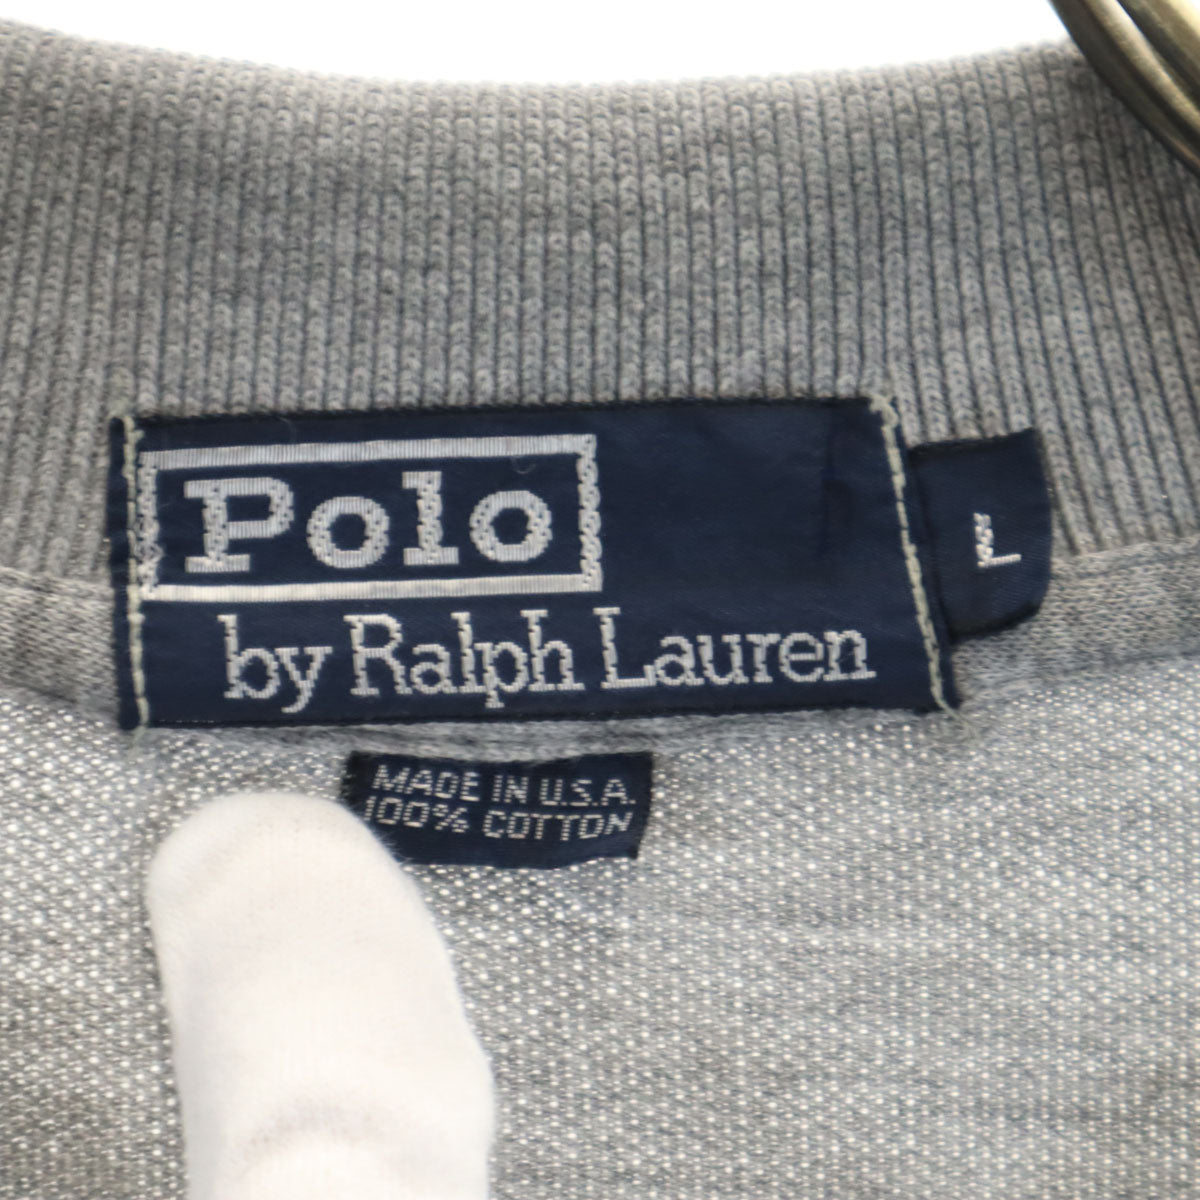 Polo
by Ralph Lauren
L
MADE IN U.S.A.
100% COTTON